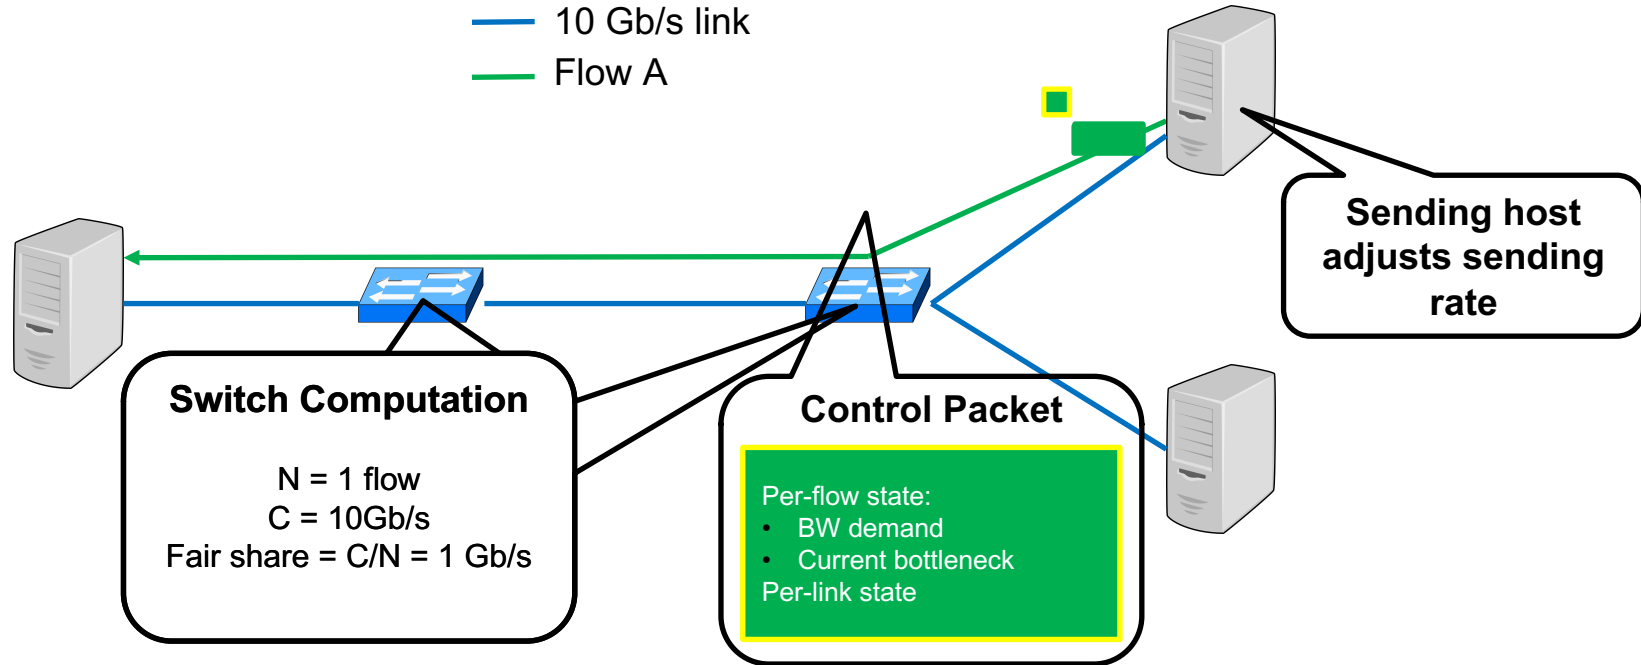 10 Gb/s link
Flow A
Sending host
adjusts sending
rate
Switch Computation
N = 1 flow
C = 10Gb/s
Fair share = C/N = 1 Gb/s
Control Packet
Per-flow state:
• BW demand
• Current bottleneck
Per-link state